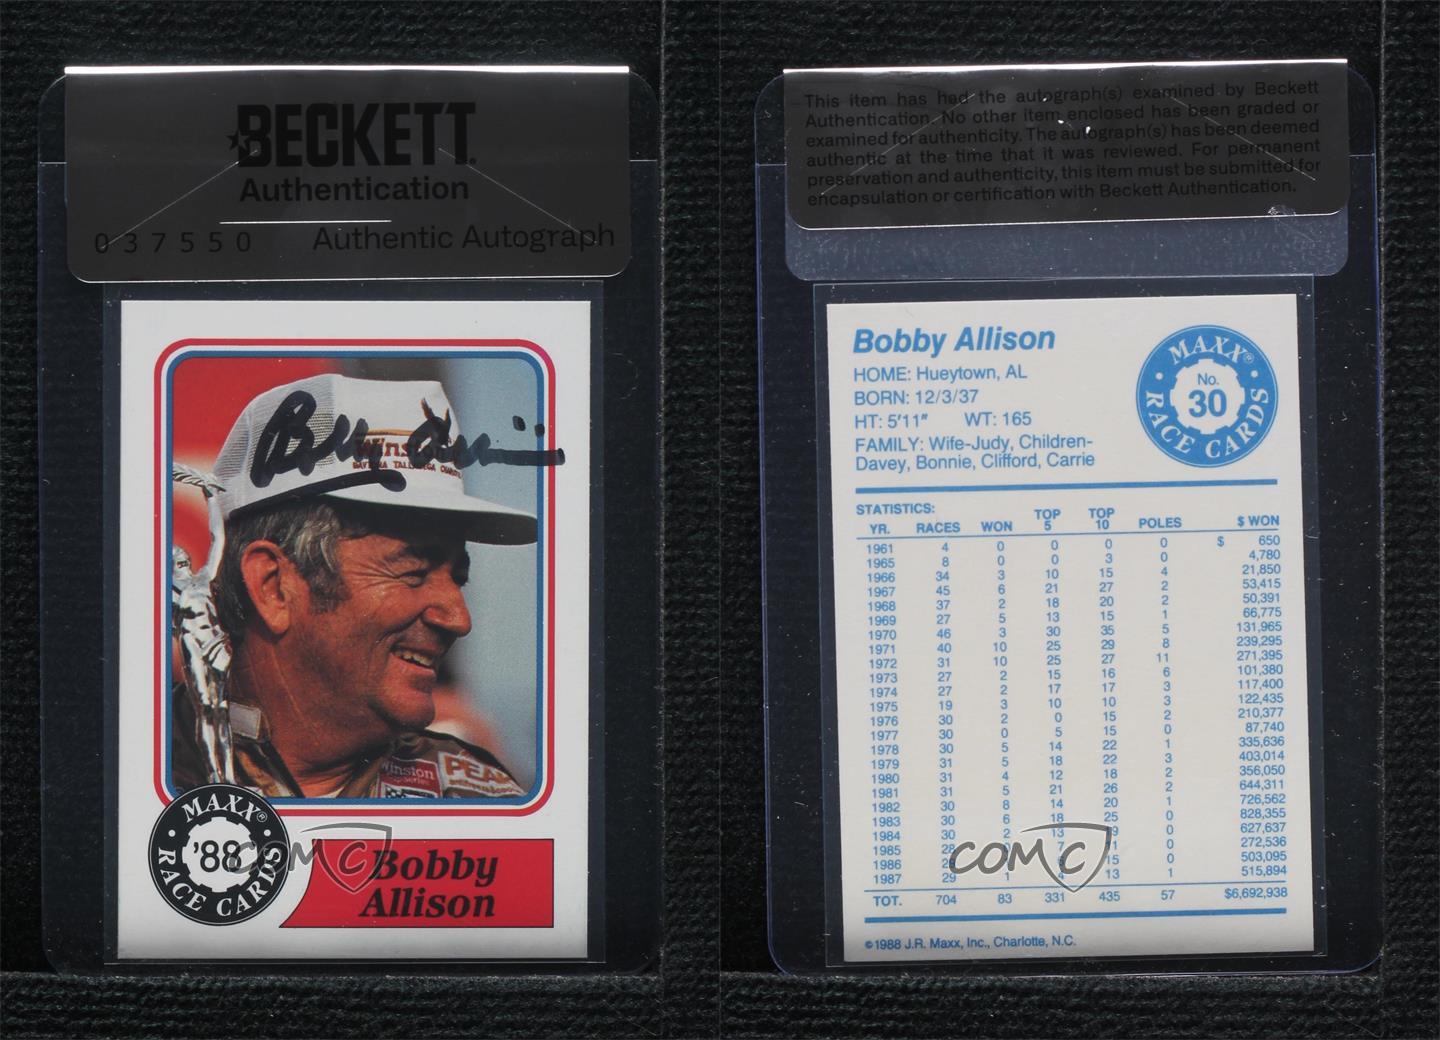 BECKETT
Authentication
037550 Authentic Autograph
Winston
MAXX®
'88
RACE CARDS
Bobby
Allison
Winston
PEAK
COMC
This item has had the autograph(s) examined by Beckett
Authentication. No other item enclosed has been graded or
examined for authenticity. The autograph(s) has been deemed
authentic at the time that it was reviewed. For permanent
preservation and authenticity, this item must be submitted for
encapsulation or certification with Beckett Authentication.
Bobby Allison
HOME: Hueytown, AL
BORN: 12/3/37
HT: 5'11" WT: 165
FAMILY: Wife-Judy, Children-
Davey, Bonnie, Clifford, Carrie
MAXX®
No.
30
RACE CARDS
STATISTICS:
YR. RACES WON TOP 5 TOP 10 POLES $ WON
1961 4 0 0 0 0 $ 650
1965 8 0 0 3 0 4,780
1966 34 3 10 15 4 21,850
1967 45 6 21 27 2 53,415
1968 37 2 18 20 2 50,391
1969 27 5 13 15 1 66,775
1970 46 3 30 35 5 131,965
1971 40 10 25 29 8 239,295
1972 31 10 25 27 11 271,395
1973 27 2 15 16 6 101,380
1974 27 2 17 17 3 117,400
1975 19 3 10 10 3 122,435
1976 30 2 0 15 2 210,377
1977 30 0 5 15 0 87,740
1978 30 5 14 22 1 335,636
1979 31 5 18 22 3 403,014
1980 31 4 12 18 2 356,050
1981 31 5 21 26 2 644,311
1982 30 8 14 20 1 726,562
1983 30 6 18 25 0 828,355
1984 30 2 13 19 0 627,637
1985 28 7 11 0 272,536
1986 15 0 503,095
1987 29 1 4 13 1 515,894
TOT. 704 83 331 435 57 $6,692,938
COMC
©1988 J.R. Maxx, Inc., Charlotte, N.C.